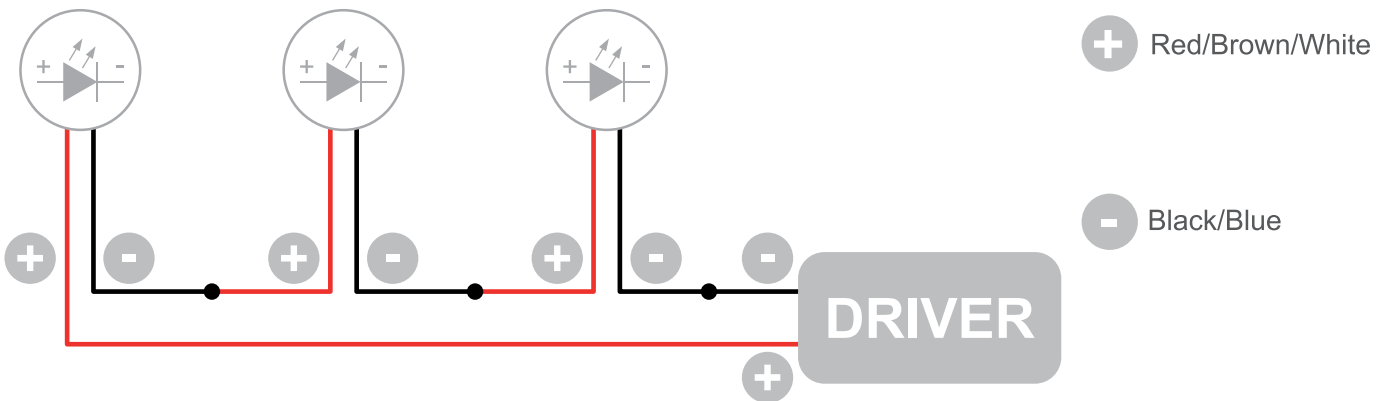 + - + - + - + Red/Brown/White
+ - + - + - - - Black/Blue
DRIVER
+